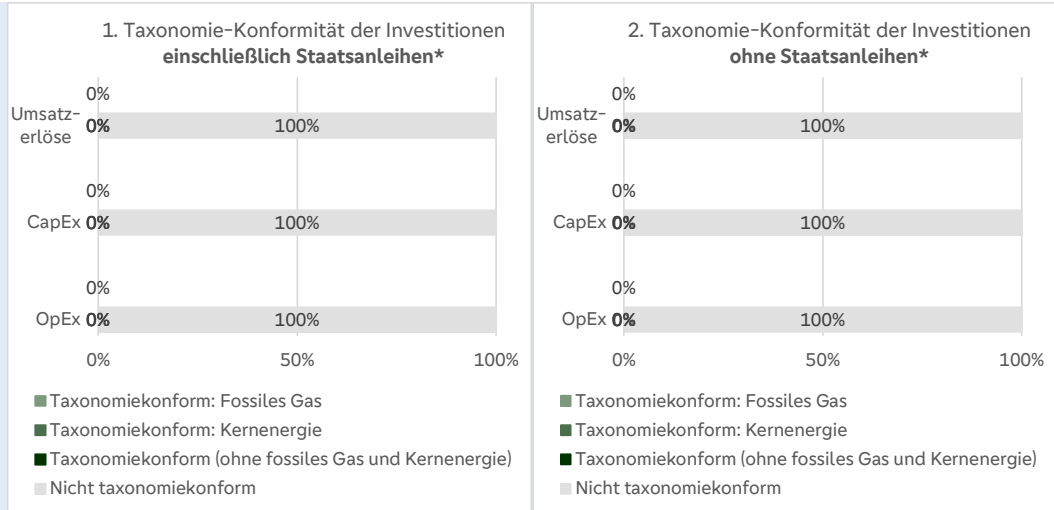 1. Taxonomie-Konformität der Investitionen
einschließlich Staatsanleihen*
0%
Umsatz-
erlöse
0%
100%
0%
CapEx
0%
100%
0%
OpEx
0%
100%
0%
50%
100%
Taxonomiekonform: Fossiles Gas
Taxonomiekonform: Kernenergie
Taxonomiekonform (ohne fossiles Gas und Kernenergie)
Nicht taxonomiekonform
2. Taxonomie-Konformität der Investitionen
ohne Staatsanleihen*
0%
Umsatz-
erlöse
0%
100%
0%
CapEx
0%
100%
0%
OpEx
0%
100%
0%
50%
100%
Taxonomiekonform: Fossiles Gas
Taxonomiekonform: Kernenergie
Taxonomiekonform (ohne fossiles Gas und Kernenergie)
Nicht taxonomiekonform